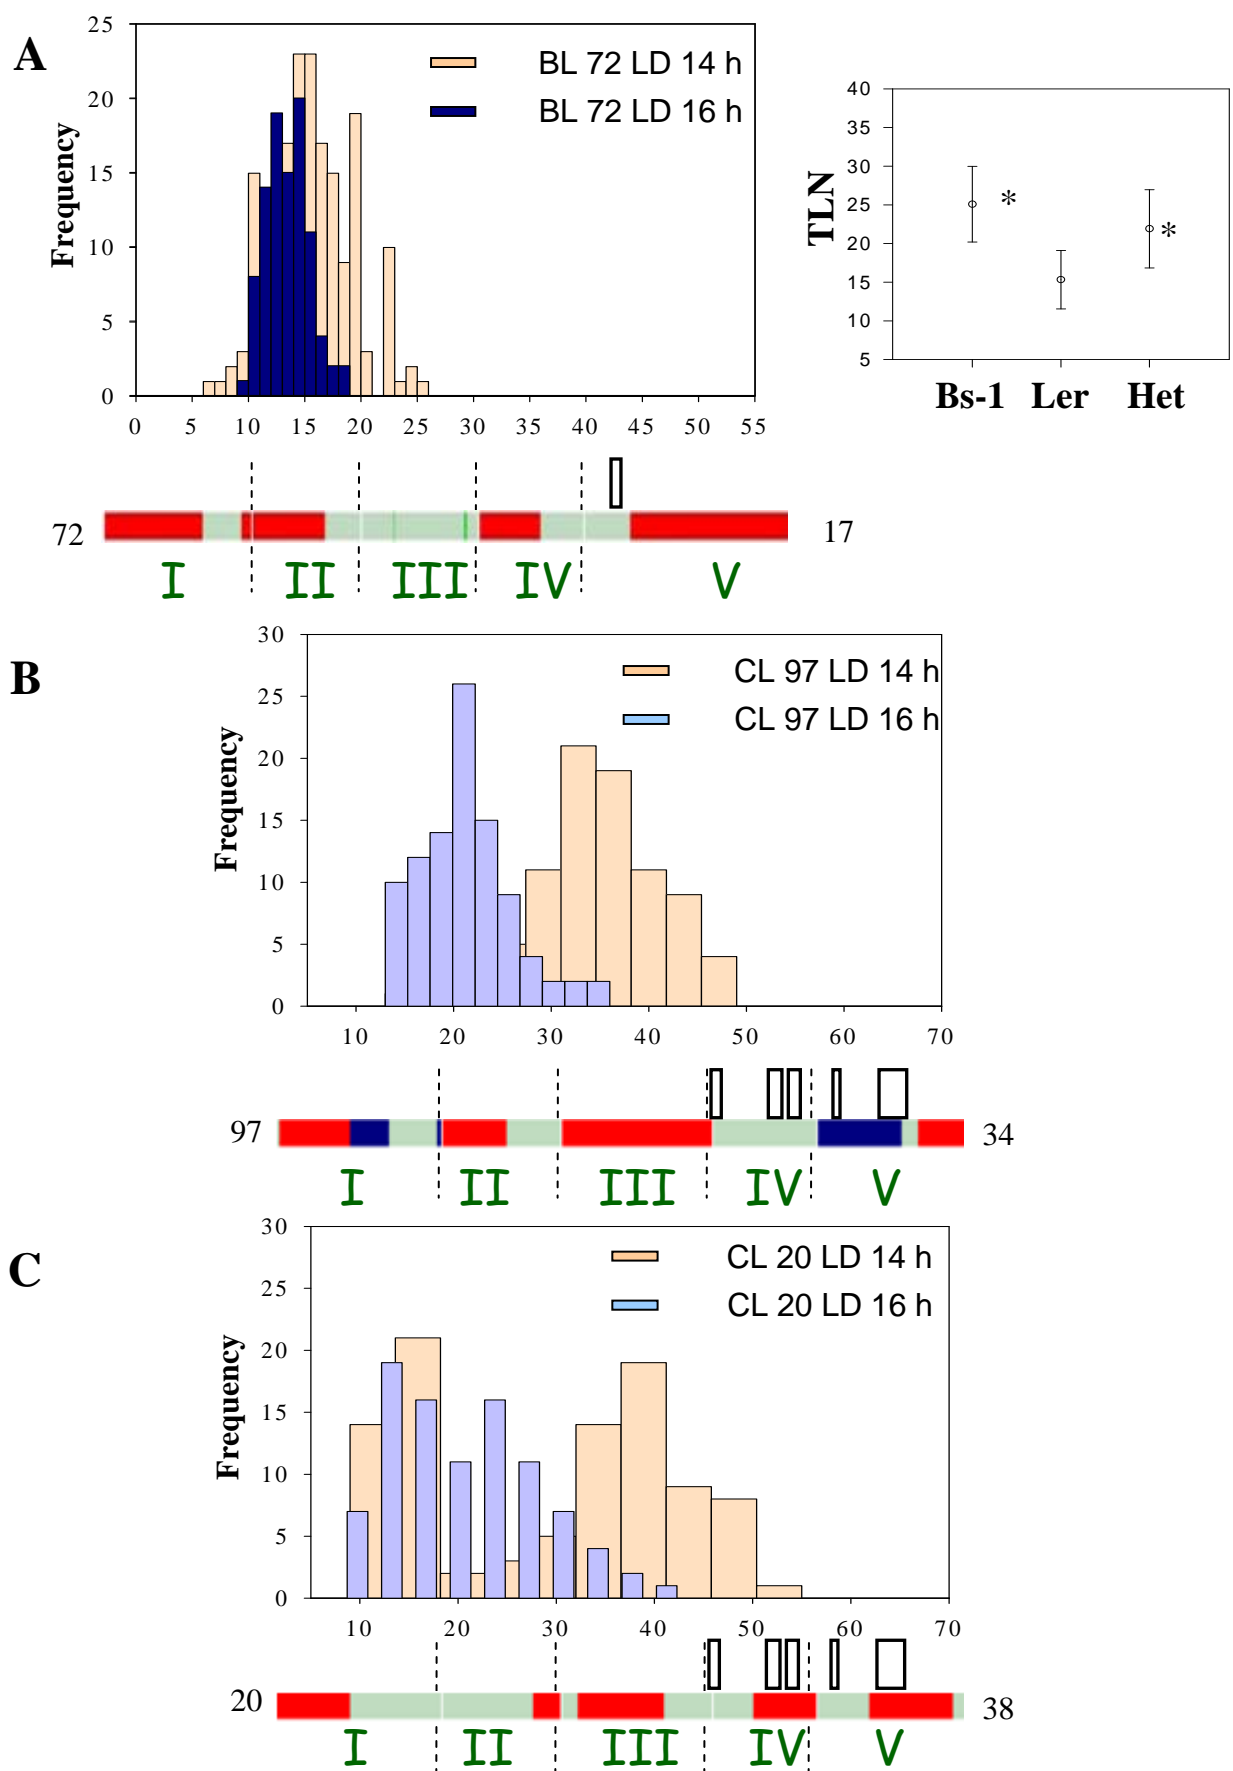 A
25
20
15
10
5
0
Frequency
BL 72 LD 14 h
BL 72 LD 16 h
0 5 10 15 20 25 30 35 40 45 50 55
40
35
30
25
20
15
10
5
TLN
*
*
Bs-1 Ler Het
72
17
I II III IV V
B
30
25
20
15
10
5
0
Frequency
CL 97 LD 14 h
CL 97 LD 16 h
10 20 30 40 50 60 70
97
34
I II III IV V
C
30
25
20
15
10
5
0
Frequency
CL 20 LD 14 h
CL 20 LD 16 h
10 20 30 40 50 60 70
20
38
I II III IV V